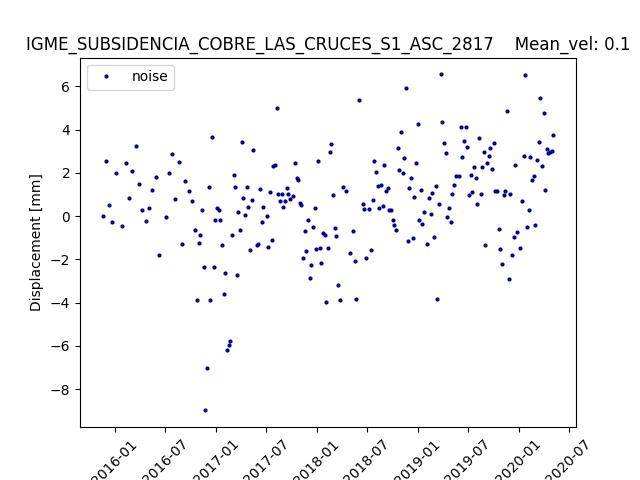 IGME_SUBSIDENCIA_COBRE_LAS_CRUCES_S1_ASC_2817 Mean_vel: 0.1
noise
Displacement [mm]
6
4
2
0
−2
−4
−6
−8
2016-01 2016-07 2017-01 2017-07 2018-01 2018-07 2019-01 2019-07 2020-01 2020-07